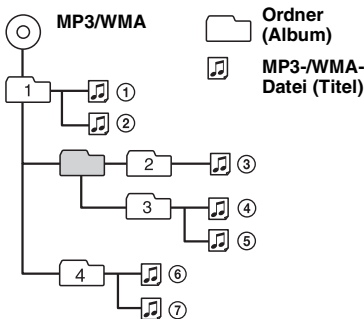 MP3/WMA
Ordner
(Album)
MP3-/WMA-
Datei (Titel)
1
①
②
2
③
3
④
⑤
4
⑥
⑦